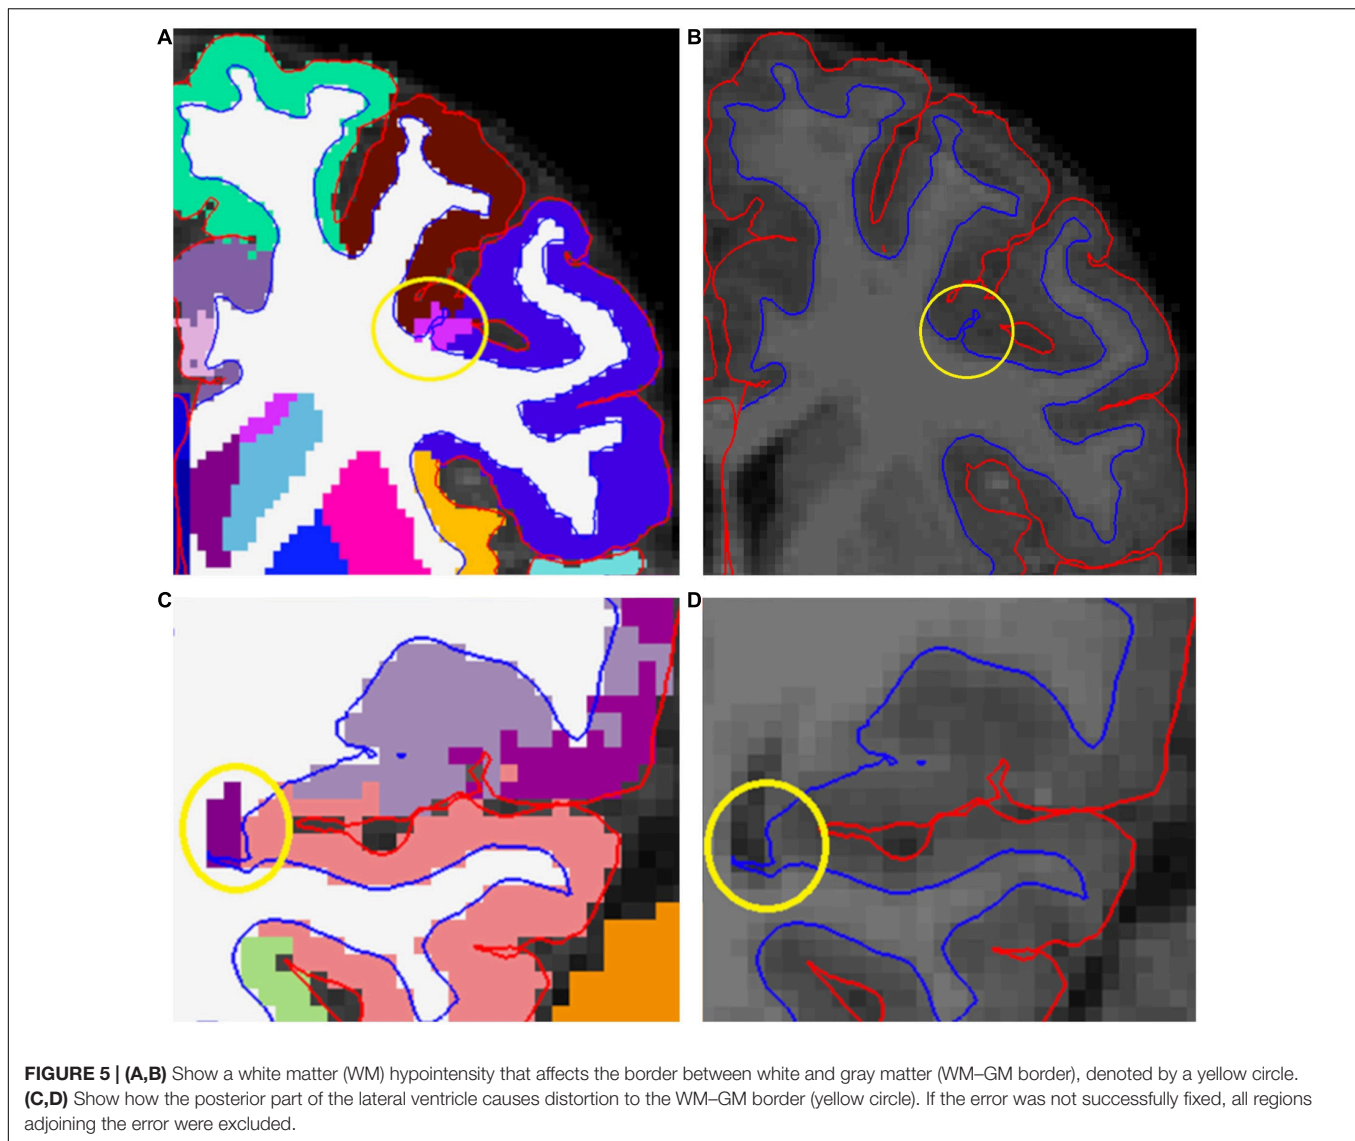 A B
C D
FIGURE 5 | (A,B) Show a white matter (WM) hypointensity that affects the border between white and gray matter (WM–GM border), denoted by a yellow circle.
(C,D) Show how the posterior part of the lateral ventricle causes distortion to the WM–GM border (yellow circle). If the error was not successfully fixed, all regions
adjoining the error were excluded.